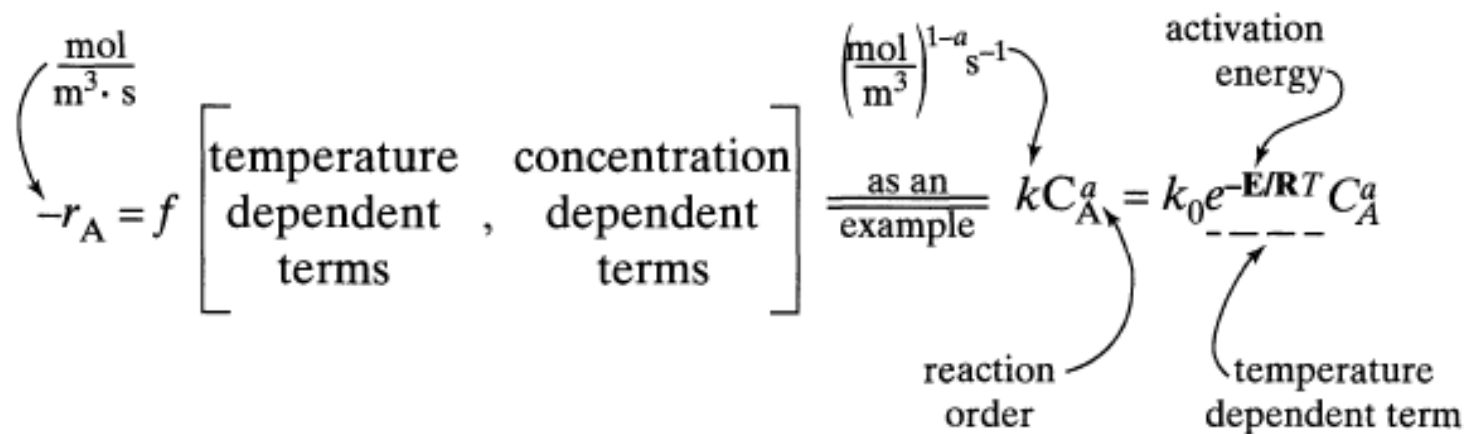 mol/m³· s
(mol/m³)^{1–a} s⁻¹
activation
energy
temperature concentration
–r_A = f [dependent , dependent] as an example kC_A^a = k₀e^{–E/RT} C_A^a
terms terms
reaction
order
temperature
dependent term